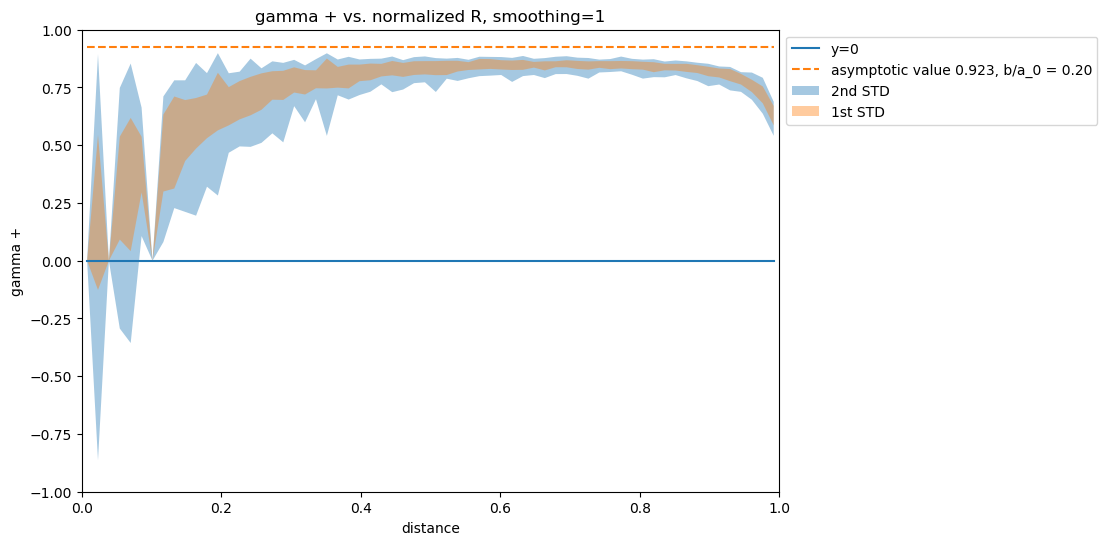 gamma + vs. normalized R, smoothing=1
1.00
0.75
0.50
0.25
0.00
−0.25
−0.50
−0.75
−1.00
gamma +
0.0
0.2
0.4
0.6
0.8
1.0
distance
y=0
asymptotic value 0.923, b/a_0 = 0.20
2nd STD
1st STD